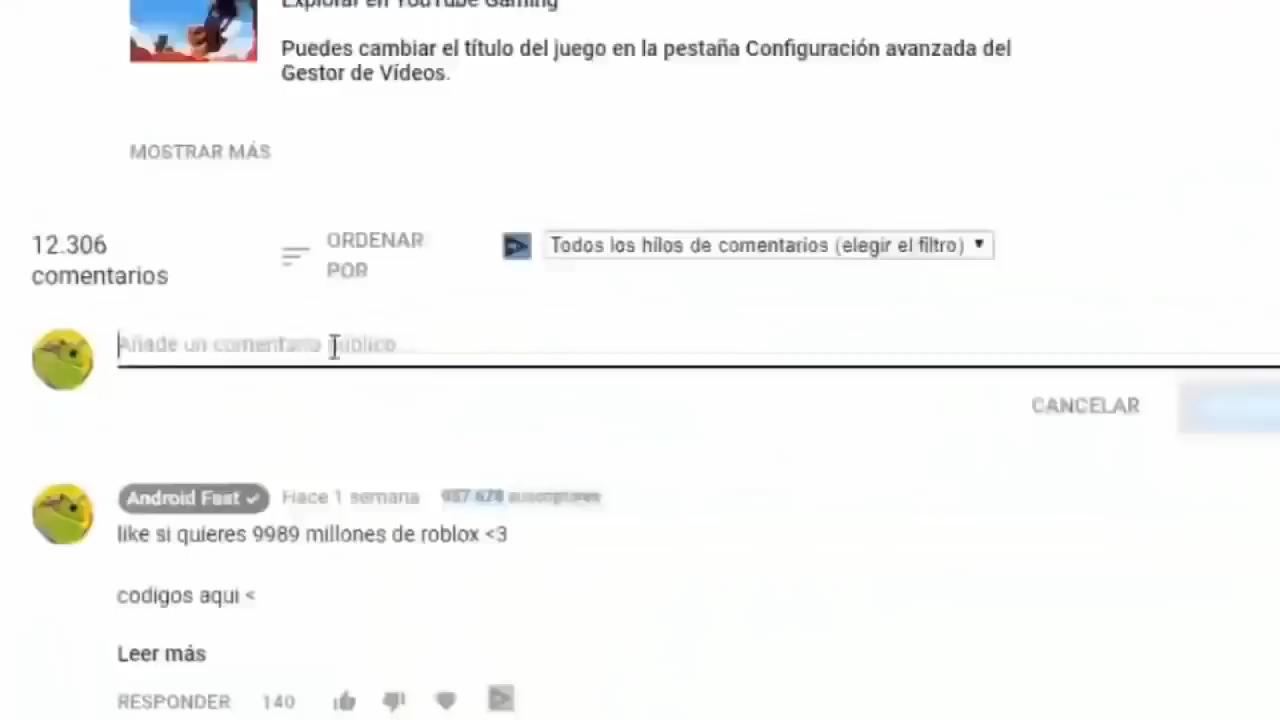 Explorar en YouTube Gaming
Puedes cambiar el título del juego en la pestaña Configuración avanzada del
Gestor de Vídeos.
MOSTRAR MÁS
12.306
comentarios
ORDENAR
POR
Todos los hilos de comentarios (elegir el filtro)
Añade un comentario público...
CANCELAR
Android Fast Hace 1 semana 987 678 suscriptores
like si quieres 9989 millones de roblox <3
codigos aqui <
Leer más
RESPONDER 140